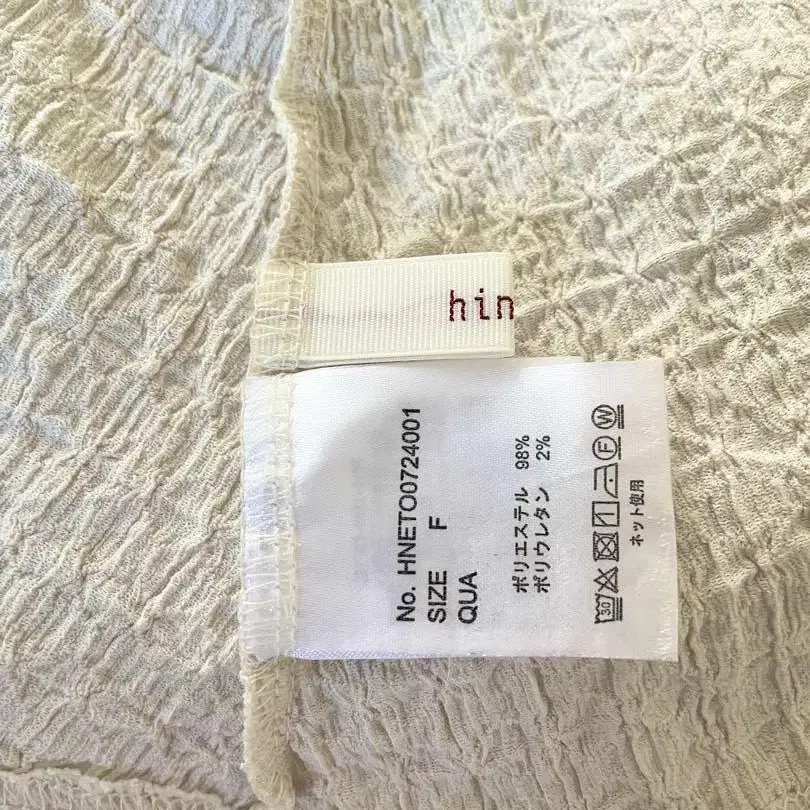 hin
No. HNETO0724001
SIZE F
QUA
ポリエステル 98%
ポリウレタン 2%
30 F W
ネット使用